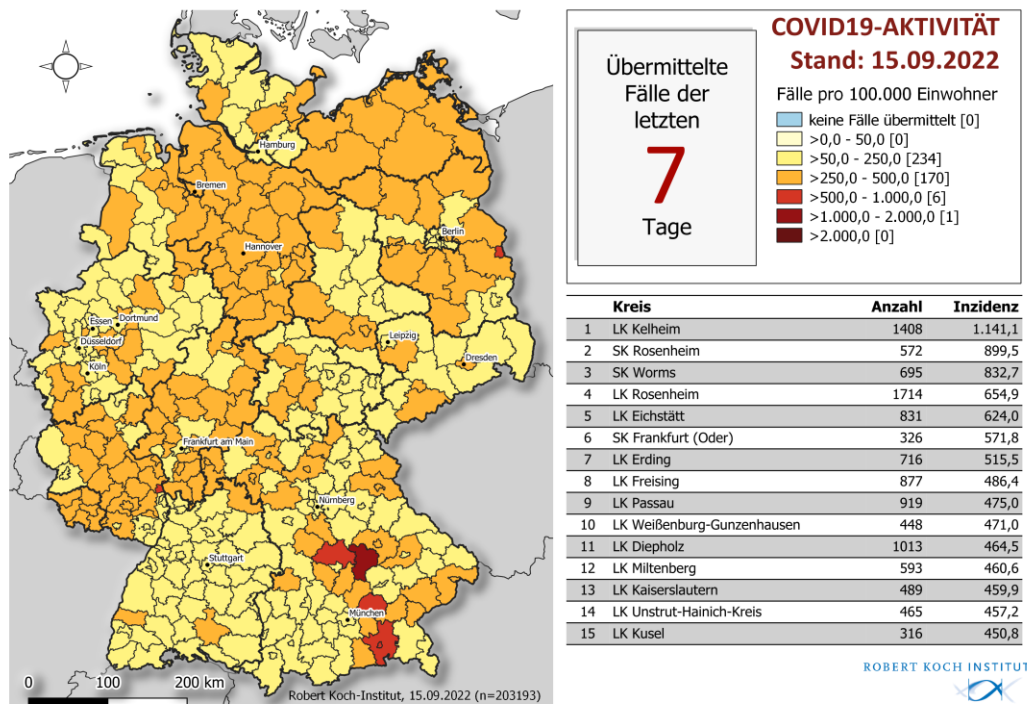 Hamburg
Bremen
Berlin
Hannover
Essen
Dortmund
Düsseldorf
Köln
Leipzig
Dresden
Frankfurt am Main
Nürnberg
Stuttgart
München
0 100 200 km
Robert Koch-Institut, 15.09.2022 (n=203193)
Übermittelte
Fälle der
letzten
7
Tage
COVID19-AKTIVITÄT
Stand: 15.09.2022
Fälle pro 100.000 Einwohner
keine Fälle übermittelt [0]
>0,0 - 50,0 [0]
>50,0 - 250,0 [234]
>250,0 - 500,0 [170]
>500,0 - 1.000,0 [6]
>1.000,0 - 2.000,0 [1]
>2.000,0 [0]
Kreis Anzahl Inzidenz
1 LK Kelheim 1408 1.141,1
2 SK Rosenheim 572 899,5
3 SK Worms 695 832,7
4 LK Rosenheim 1714 654,9
5 LK Eichstätt 831 624,0
6 SK Frankfurt (Oder) 326 571,8
7 LK Erding 716 515,5
8 LK Freising 877 486,4
9 LK Passau 919 475,0
10 LK Weißenburg-Gunzenhausen 448 471,0
11 LK Diepholz 1013 464,5
12 LK Miltenberg 593 460,6
13 LK Kaiserslautern 489 459,9
14 LK Unstrut-Hainich-Kreis 465 457,2
15 LK Kusel 316 450,8
ROBERT KOCH INSTITUT